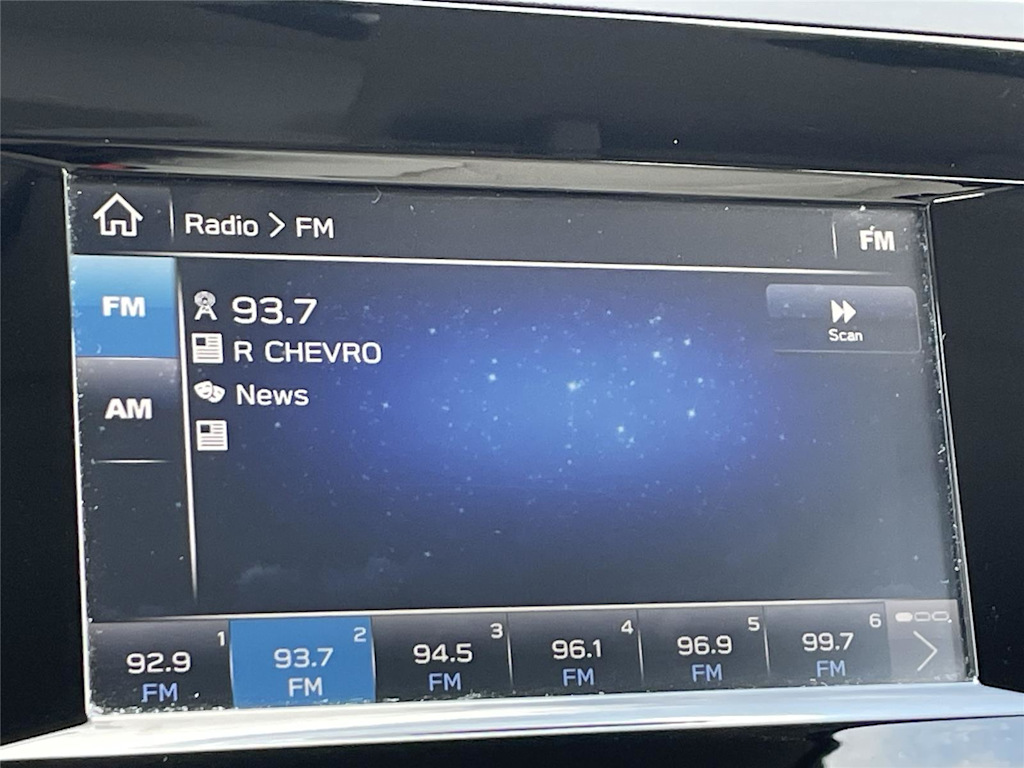 Radio > FM
FM
FM
93.7
Scan
R CHEVRO
AM
News
1
92.9
FM
2
93.7
FM
3
94.5
FM
4
96.1
FM
5
96.9
FM
6
99.7
FM